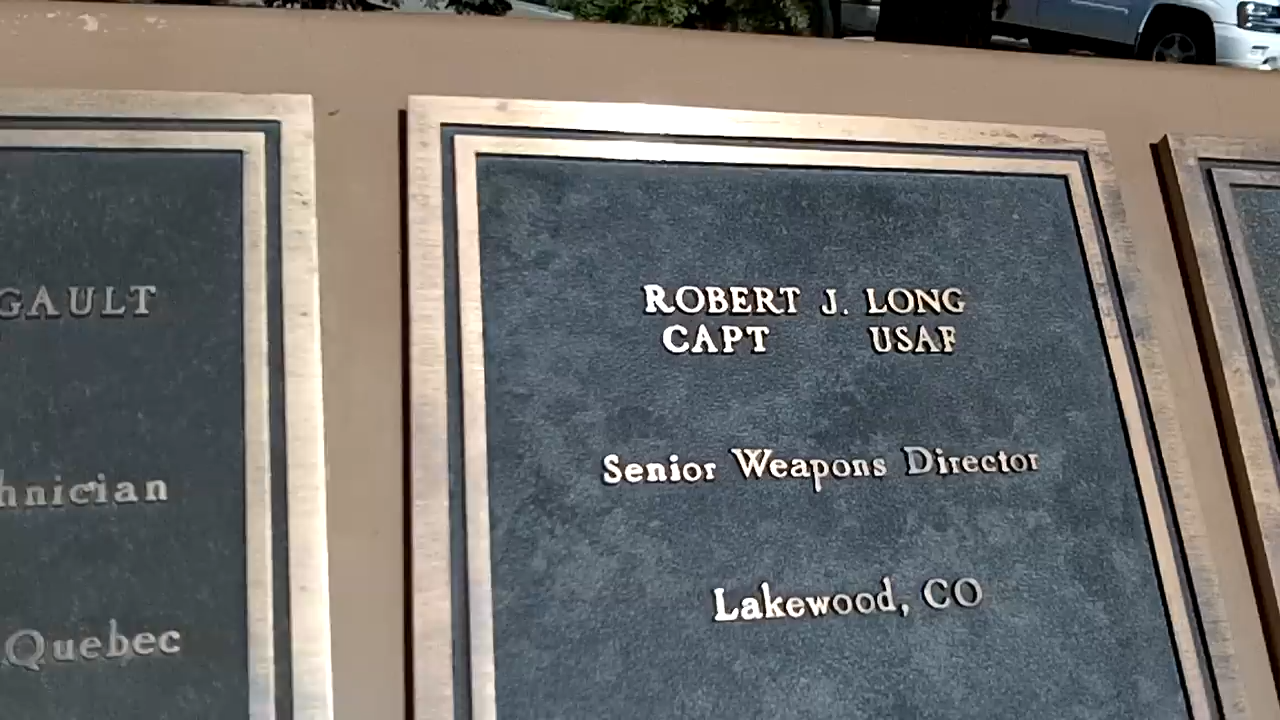 GAULT
hnician
Quebec
ROBERT J. LONG
CAPT USAF
Senior Weapons Director
Lakewood, CO